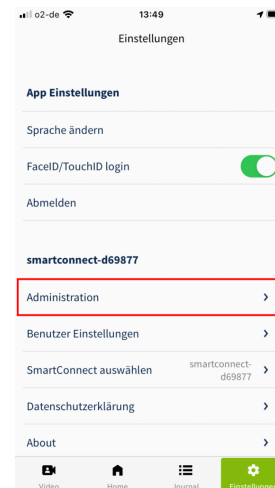 o2-de 13:49
Einstellungen
App Einstellungen
Sprache ändern
FaceID/TouchID login
Abmelden
smartconnect-d69877
Administration
Benutzer Einstellungen
SmartConnect auswählen smartconnect-
d69877
Datenschutzerklärung
About
Video Home Journal Einstellungen